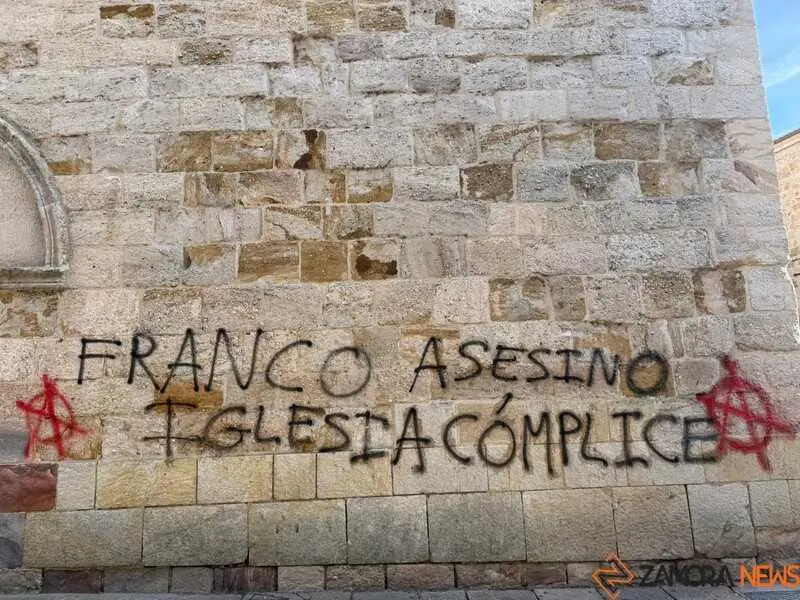 FRANCO ASESINO
IGLESIA CÓMPLICE
ZAMORA NEWS